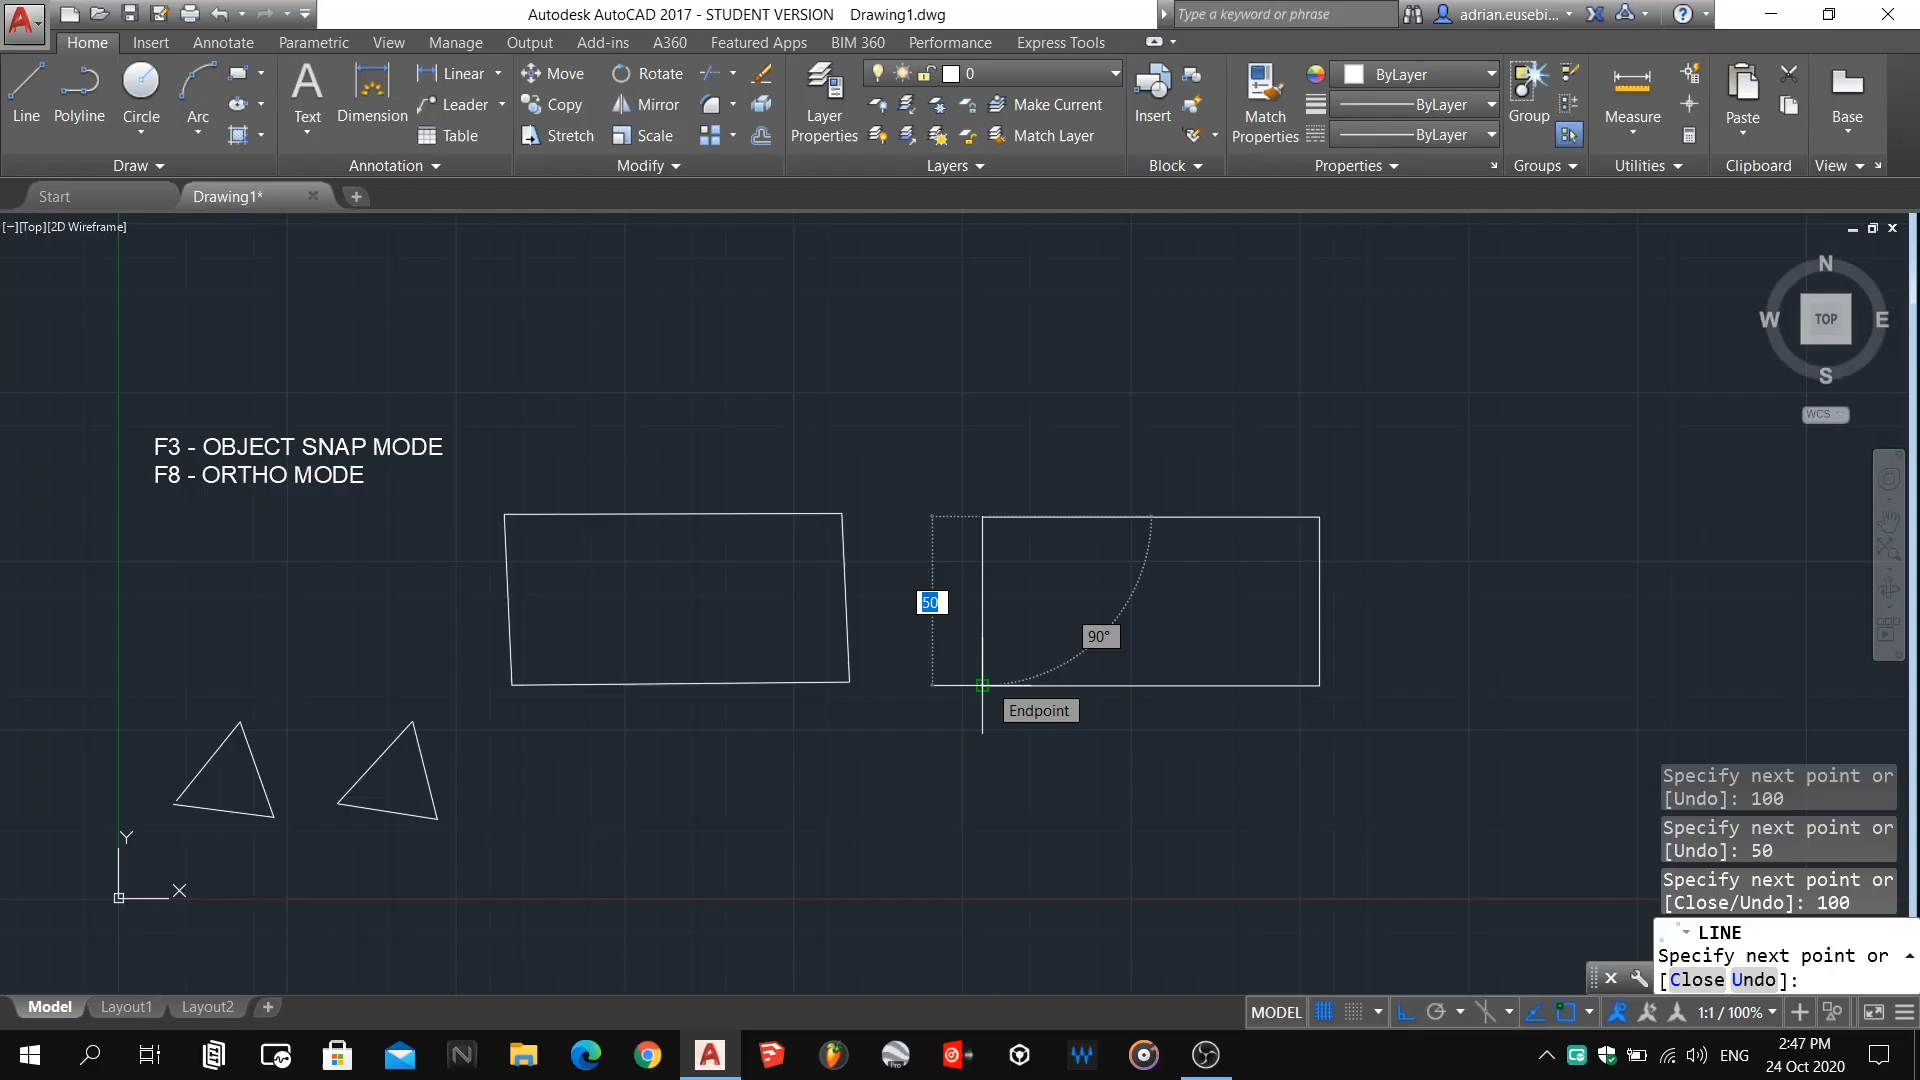 Autodesk AutoCAD 2017 - STUDENT VERSION Drawing1.dwg
Type a keyword or phrase
adrian.eusebi...
Home Insert Annotate Parametric View Manage Output Add-ins A360 Featured Apps BIM 360 Performance Express Tools
Line Polyline Circle Arc
Draw
Text Dimension Linear Leader Table
Annotation
Move Rotate
Copy Mirror
Stretch Scale
Modify
Layer Properties
0
Make Current
Match Layer
Layers
Insert
Block
Match Properties
ByLayer
ByLayer
ByLayer
Properties
Group
Groups
Measure
Utilities
Paste
Clipboard
Base
View
Start Drawing1*
[−][Top][2D Wireframe]
N
W TOP E
S
WCS
F3 - OBJECT SNAP MODE
F8 - ORTHO MODE
50
90°
Endpoint
Y
X
Specify next point or
[Undo]: 100
Specify next point or
[Undo]: 50
Specify next point or
[Close/Undo]: 100
LINE
Specify next point or
[Close Undo]:
Model Layout1 Layout2
MODEL
1:1 / 100%
ENG
2:47 PM
24 Oct 2020